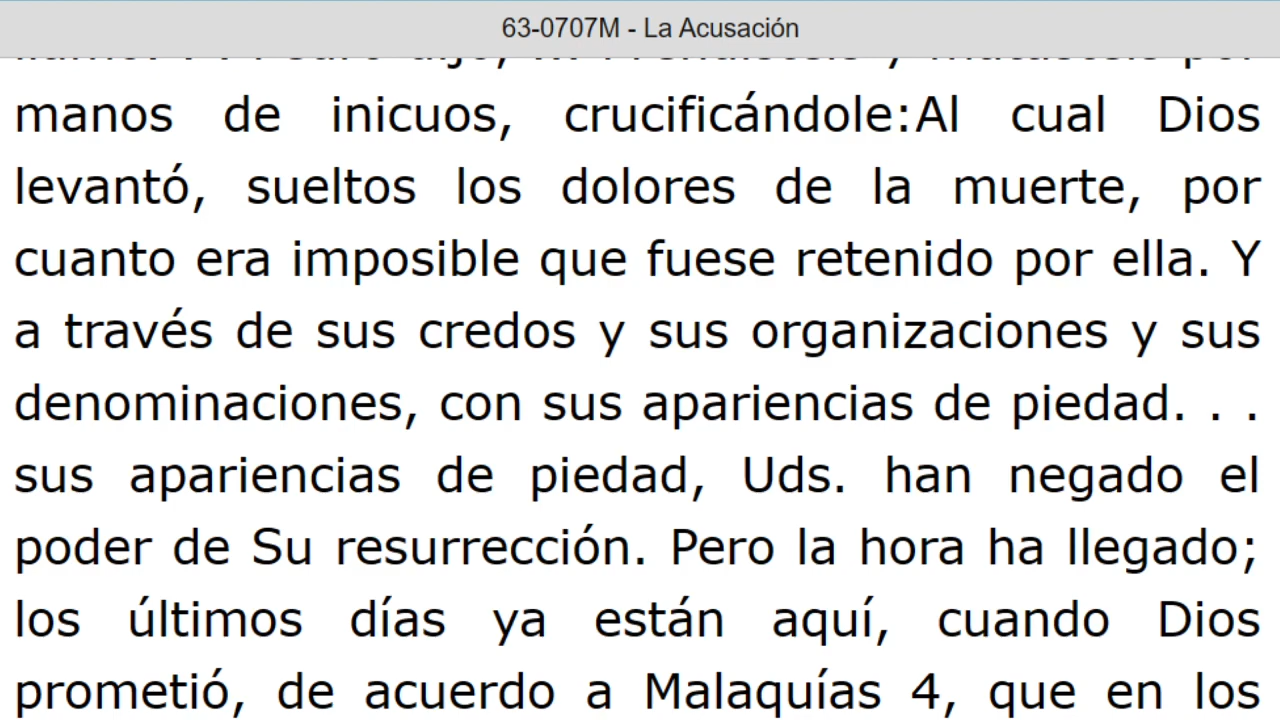 63-0707M - La Acusación
manos de inicuos, crucificándole:Al cual Dios
levantó, sueltos los dolores de la muerte, por
cuanto era imposible que fuese retenido por ella. Y
a través de sus credos y sus organizaciones y sus
denominaciones, con sus apariencias de piedad. . .
sus apariencias de piedad, Uds. han negado el
poder de Su resurrección. Pero la hora ha llegado;
los últimos días ya están aquí, cuando Dios
prometió, de acuerdo a Malaquías 4, que en los